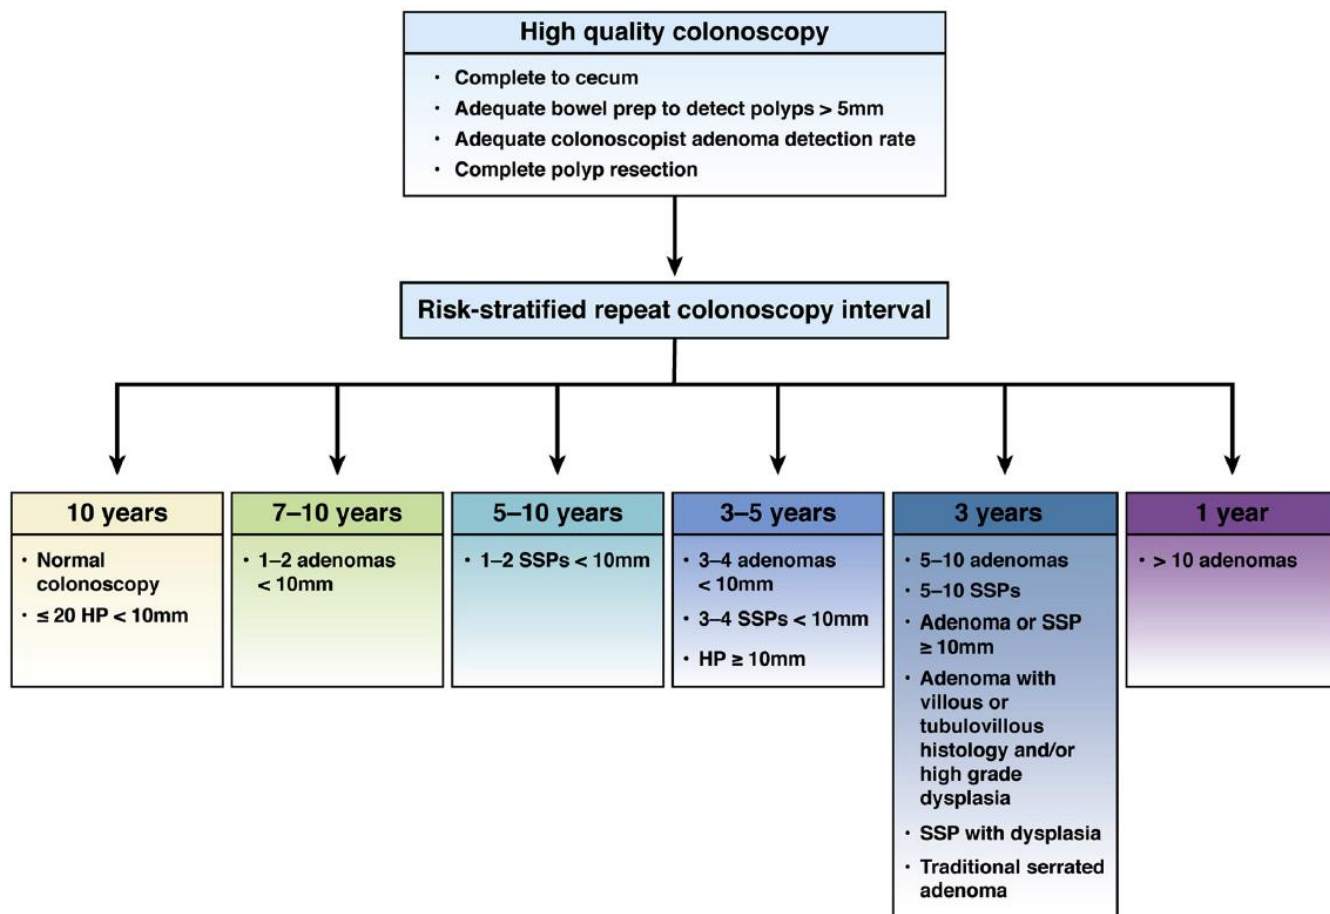 High quality colonoscopy
· Complete to cecum
· Adequate bowel prep to detect polyps > 5mm
· Adequate colonoscopist adenoma detection rate
· Complete polyp resection
Risk-stratified repeat colonoscopy interval
10 years
· Normal
colonoscopy
· ≤ 20 HP < 10mm
7–10 years
· 1–2 adenomas
< 10mm
5–10 years
· 1–2 SSPs < 10mm
3–5 years
· 3–4 adenomas
< 10mm
· 3–4 SSPs < 10mm
· HP ≥ 10mm
3 years
· 5–10 adenomas
· 5–10 SSPs
· Adenoma or SSP
≥ 10mm
· Adenoma with
villous or
tubulovillous
histology and/or
high grade
dysplasia
· SSP with dysplasia
· Traditional serrated
adenoma
1 year
· > 10 adenomas